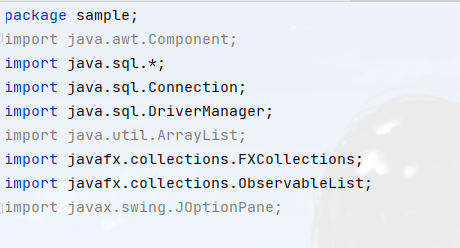 package sample;
import java.awt.Component;
import java.sql.*;
import java.sql.Connection;
import java.sql.DriverManager;
import java.util.ArrayList;
import javafx.collections.FXCollections;
import javafx.collections.ObservableList;
import javax.swing.JOptionPane;